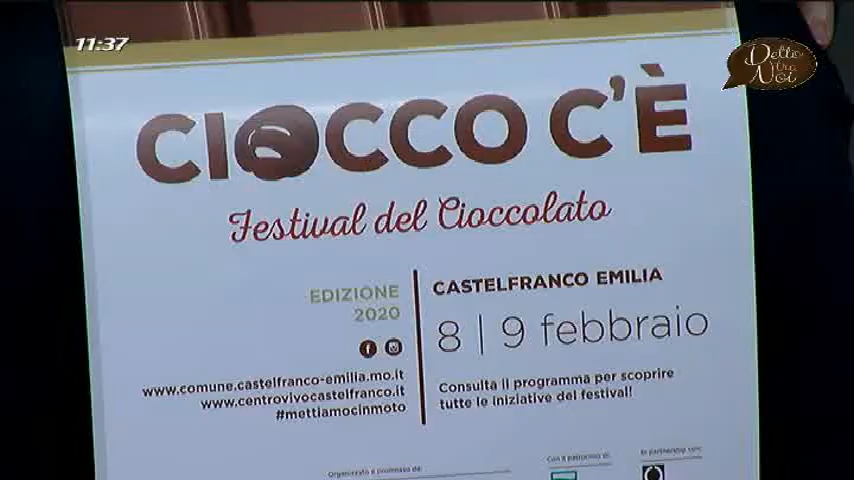 11:37
Detto
tra
Noi
CIOCCO C'È
Festival del Cioccolato
EDIZIONE
2020
www.comune.castelfranco-emilia.mo.it
www.centrovivocastelfranco.it
#mettiamocinmoto
CASTELFRANCO EMILIA
8 | 9 febbraio
Consulta il programma per scoprire
tutte le iniziative del festival!
Organizzato e promosso da:
Con il patrocinio di:
In partnership con: